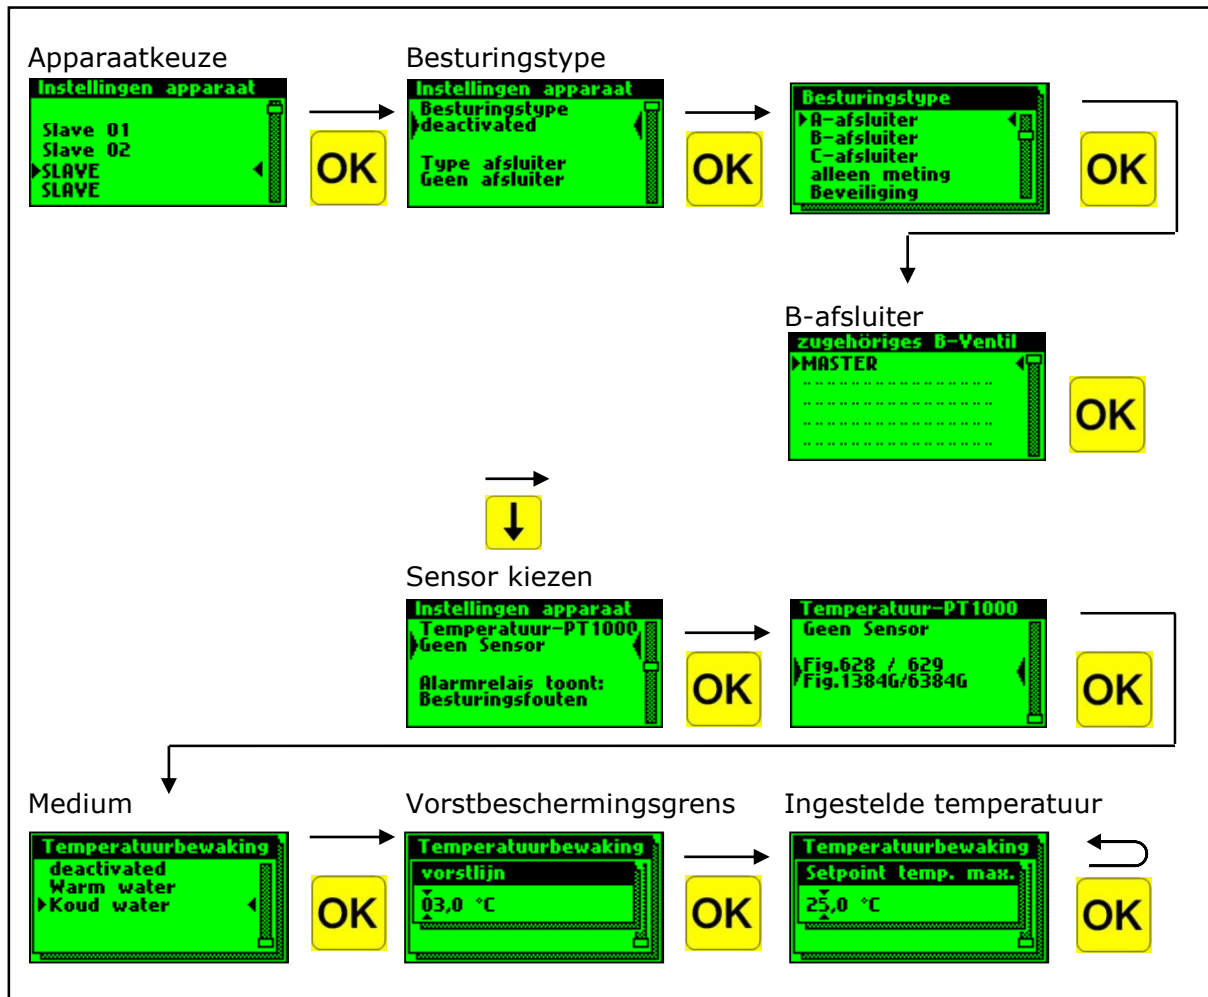 Apparaatkeuze
Instellingen apparaat
Slave 01
Slave 02
SLAVE
SLAVE
OK
Besturingstype
Instellingen apparaat
Besturingstype
deactivated
Type afsluiter
Geen afsluiter
OK
Besturingstype
A-afsluiter
B-afsluiter
C-afsluiter
alleen meting
Beveiliging
OK
B-afsluiter
zugehöriges B-Ventil
MASTER
OK
Sensor kiezen
Instellingen apparaat
Temperatuur-PT1000
Geen Sensor
Alarmrelais toont:
Besturingsfouten
OK
Temperatuur-PT1000
Geen Sensor
Fig.628 / 629
Fig.1384G/6384G
OK
Medium
Temperatuurbewaking
deactivated
Warm water
Koud water
OK
Vorstbeschermingsgrens
Temperatuurbewaking
vorstlijn
03,0 °C
OK
Ingestelde temperatuur
Temperatuurbewaking
Setpoint temp. max.
25,0 °C
OK